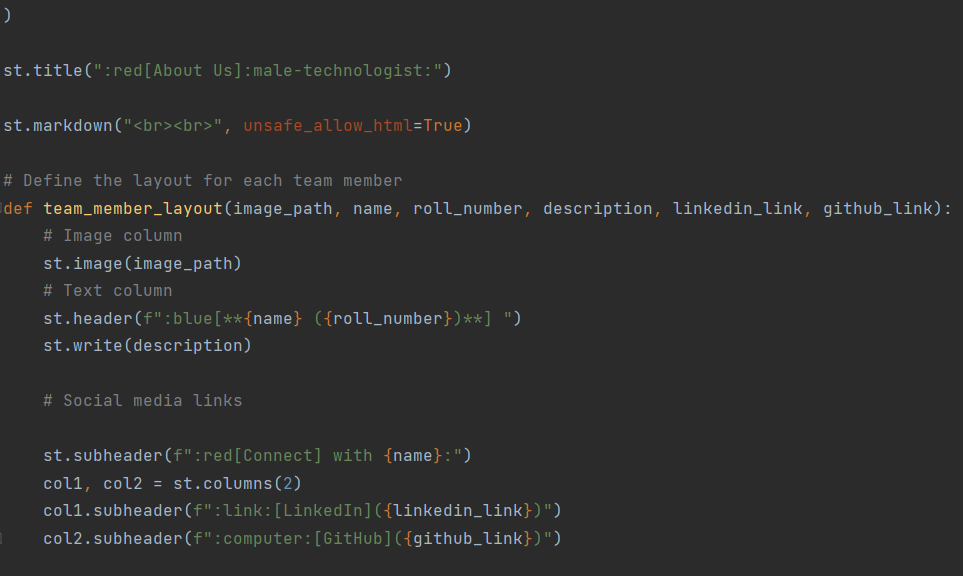 )
st.title(":red[About Us]:male-technologist:")
st.markdown("<br><br>", unsafe_allow_html=True)
# Define the layout for each team member
def team_member_layout(image_path, name, roll_number, description, linkedin_link, github_link):
    # Image column
    st.image(image_path)
    # Text column
    st.header(f":blue[**{name} ({roll_number})**] ")
    st.write(description)
    # Social media links
    st.subheader(f":red[Connect] with {name}:")
    col1, col2 = st.columns(2)
    col1.subheader(f":link:[LinkedIn]({linkedin_link})")
    col2.subheader(f":computer:[GitHub]({github_link})")